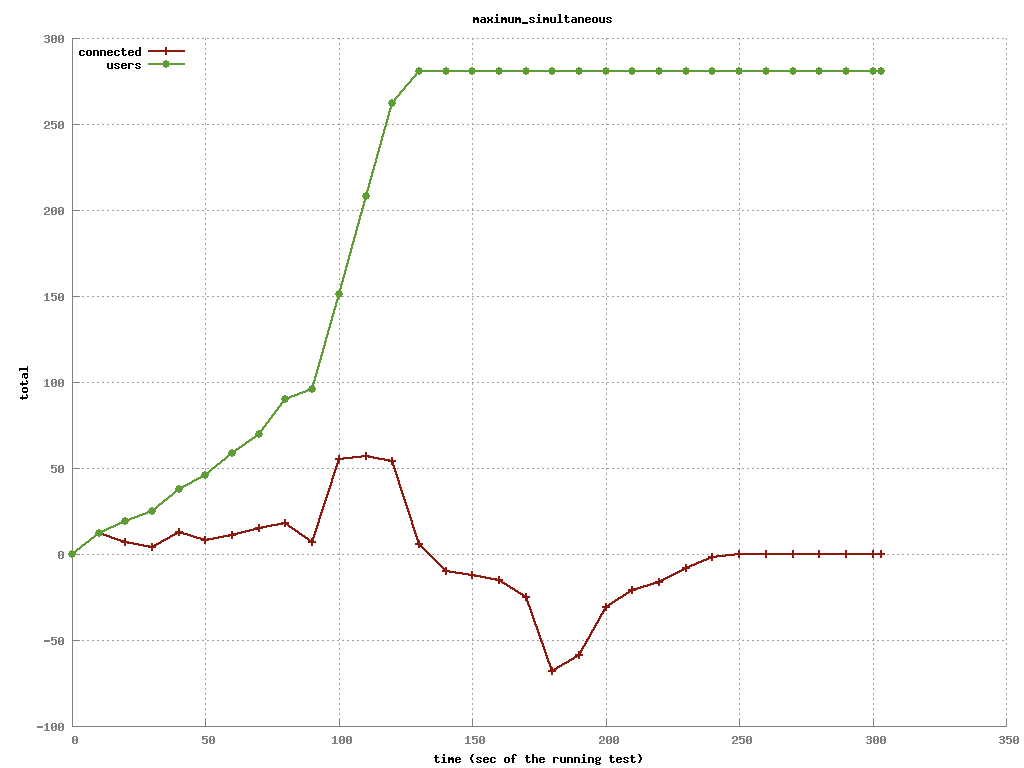 maximum_simultaneous
300
connected
users
250
200
150
100
total
50
0
-50
-100
0 50 100 150 200 250 300 350
time (sec of the running test)